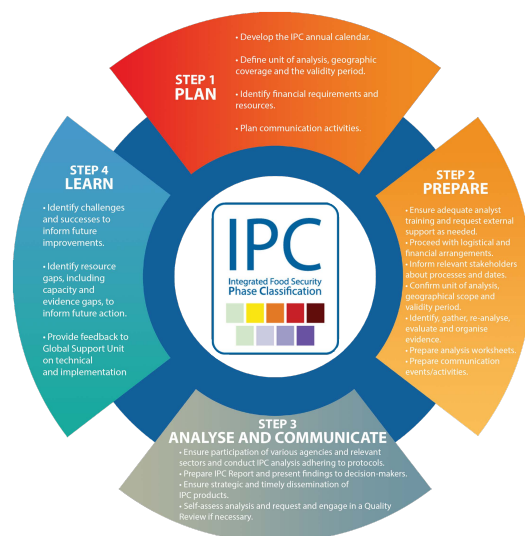 STEP 1
PLAN
• Develop the IPC annual calendar.
• Define unit of analysis, geographic
coverage and the validity period.
• Identify financial requirements and
resources.
• Plan communication activities.
STEP 2
PREPARE
• Ensure adequate analyst
training and request external
support as needed.
• Proceed with logistical and
financial arrangements.
• Inform relevant stakeholders
about processes and dates.
• Confirm unit of analysis,
geographical scope and
validity period.
• Identify, gather, re-analyse,
evaluate and organise
evidence.
• Prepare analysis worksheets.
• Prepare communication
events/activities.
STEP 3
ANALYSE AND COMMUNICATE
• Ensure participation of various agencies and relevant
sectors and conduct IPC analysis adhering to protocols.
• Prepare IPC Report and present findings to decision-makers.
• Ensure strategic and timely dissemination of
IPC products.
• Self-assess analysis and request and engage in a Quality
Review if necessary.
STEP 4
LEARN
• Identify challenges
and successes to
inform future
improvements.
• Identify resource
gaps, including
capacity and
evidence gaps, to
inform future action.
• Provide feedback to
Global Support Unit
on technical
and implementation
IPC
Integrated Food Security
Phase Classification